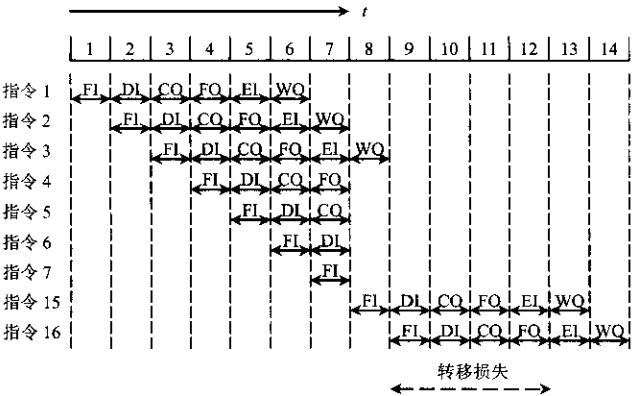 t
1 2 3 4 5 6 7 8 9 10 11 12 13 14
指令 1 FI DI CO FO EI WO
指令 2 FI DI CO FO EI WO
指令 3 FI DI CO FO EI WO
指令 4 FI DI CO FO
指令 5 FI DI CO
指令 6 FI DI
指令 7 FI
指令 15 FI DI CO FO EI WO
指令 16 FI DI CO FO EI WO
转移损失